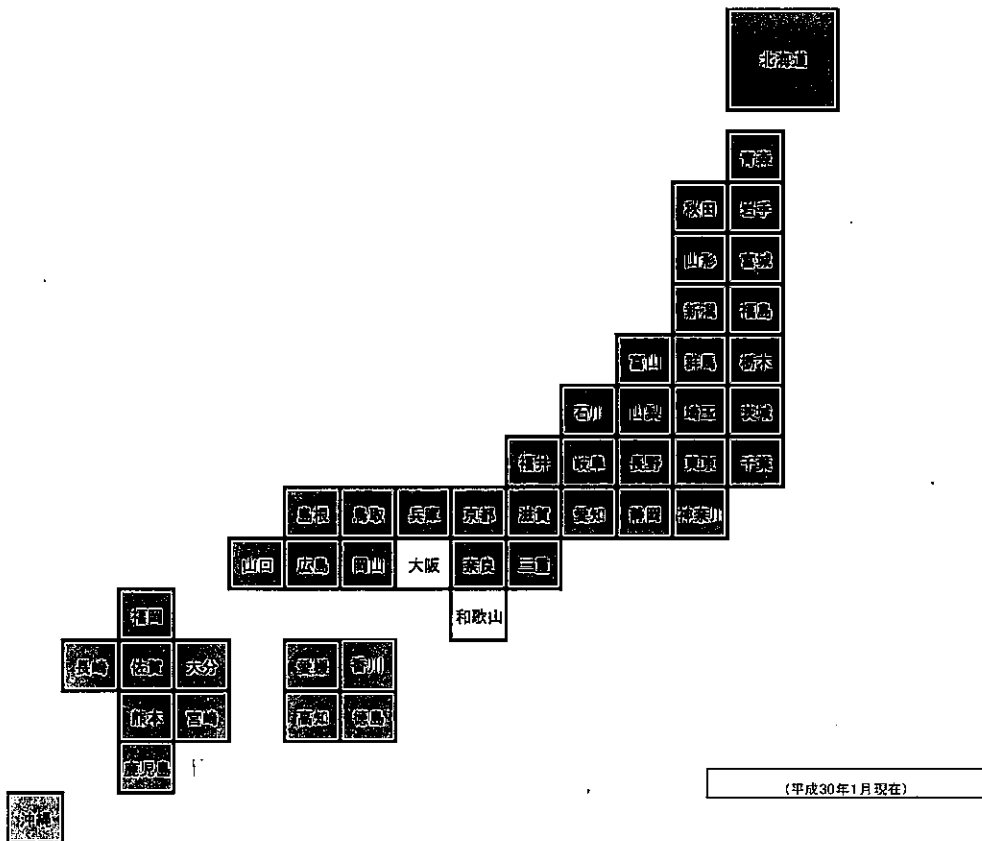 北海道
青森
秋田 岩手
山形 宮城
新潟 福島
富山 群馬 栃木
石川 山梨 埼玉 茨城
福井 岐阜 長野 東京 千葉
島根 鳥取 兵庫 京都 滋賀 愛知 静岡 神奈川
山口 広島 岡山 大阪 奈良 三重
福岡 和歌山
長崎 佐賀 大分 愛媛 香川
熊本 宮崎 高知 徳島
鹿児島
(平成30年1月現在)
沖縄